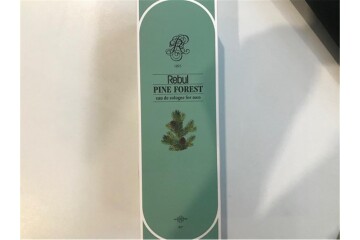 Rebul
PINE FOREST
eau de cologne for men